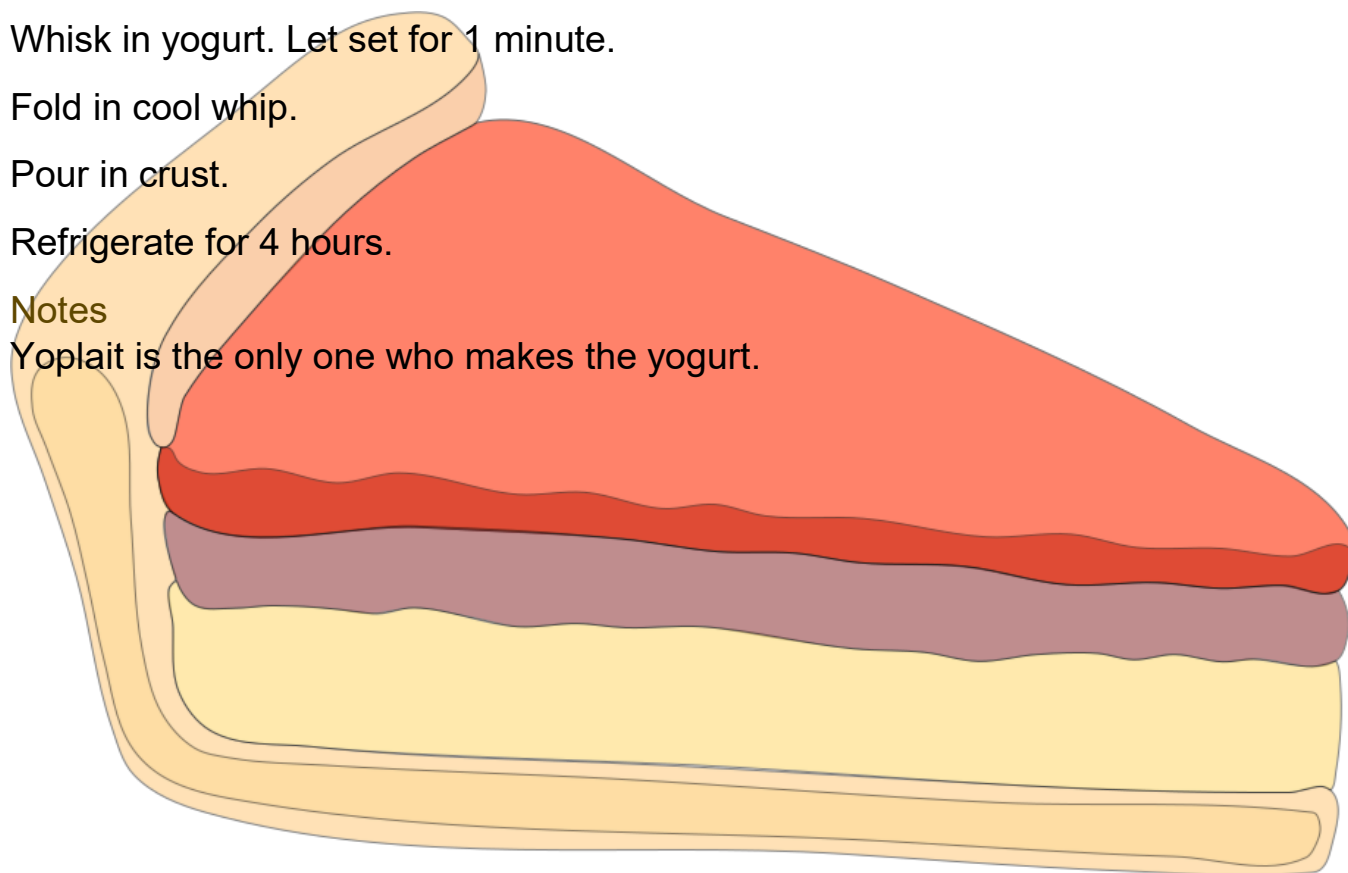 Whisk in yogurt. Let set for 1 minute.
Fold in cool whip.
Pour in crust.
Refrigerate for 4 hours.
Notes
Yoplait is the only one who makes the yogurt.